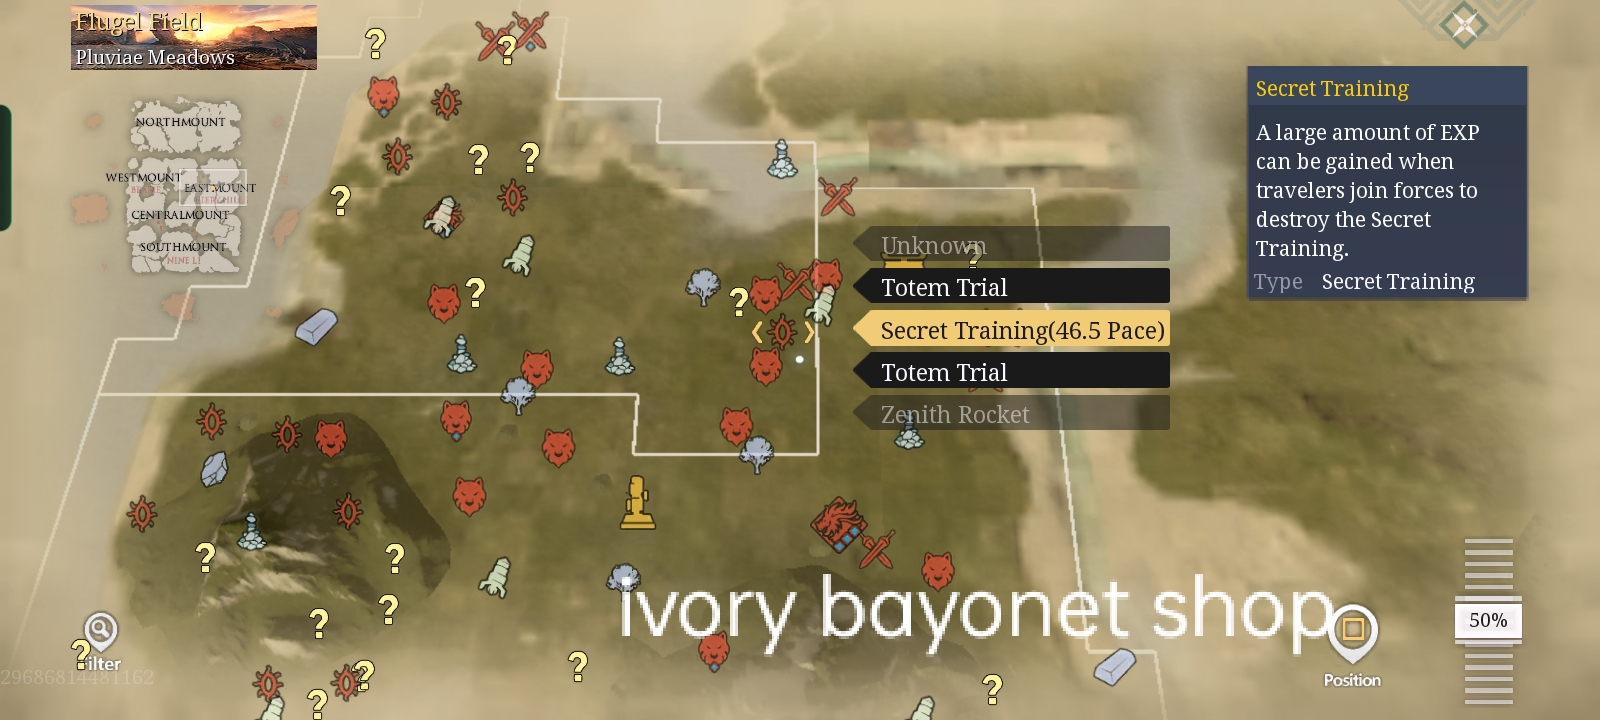 Flugel Field
Pluviae Meadows
NORTHMOUNT
WESTMOUNT
EASTMOUNT
CENTRALMOUNT
SOUTHMOUNT
Secret Training
A large amount of EXP
can be gained when
travelers join forces to
destroy the Secret
Training.
Type Secret Training
Unknown
Totem Trial
Secret Training(46.5 Pace)
Totem Trial
Zenith Rocket
ivory bayonet shop
50%
Filter
29686814481162
Position